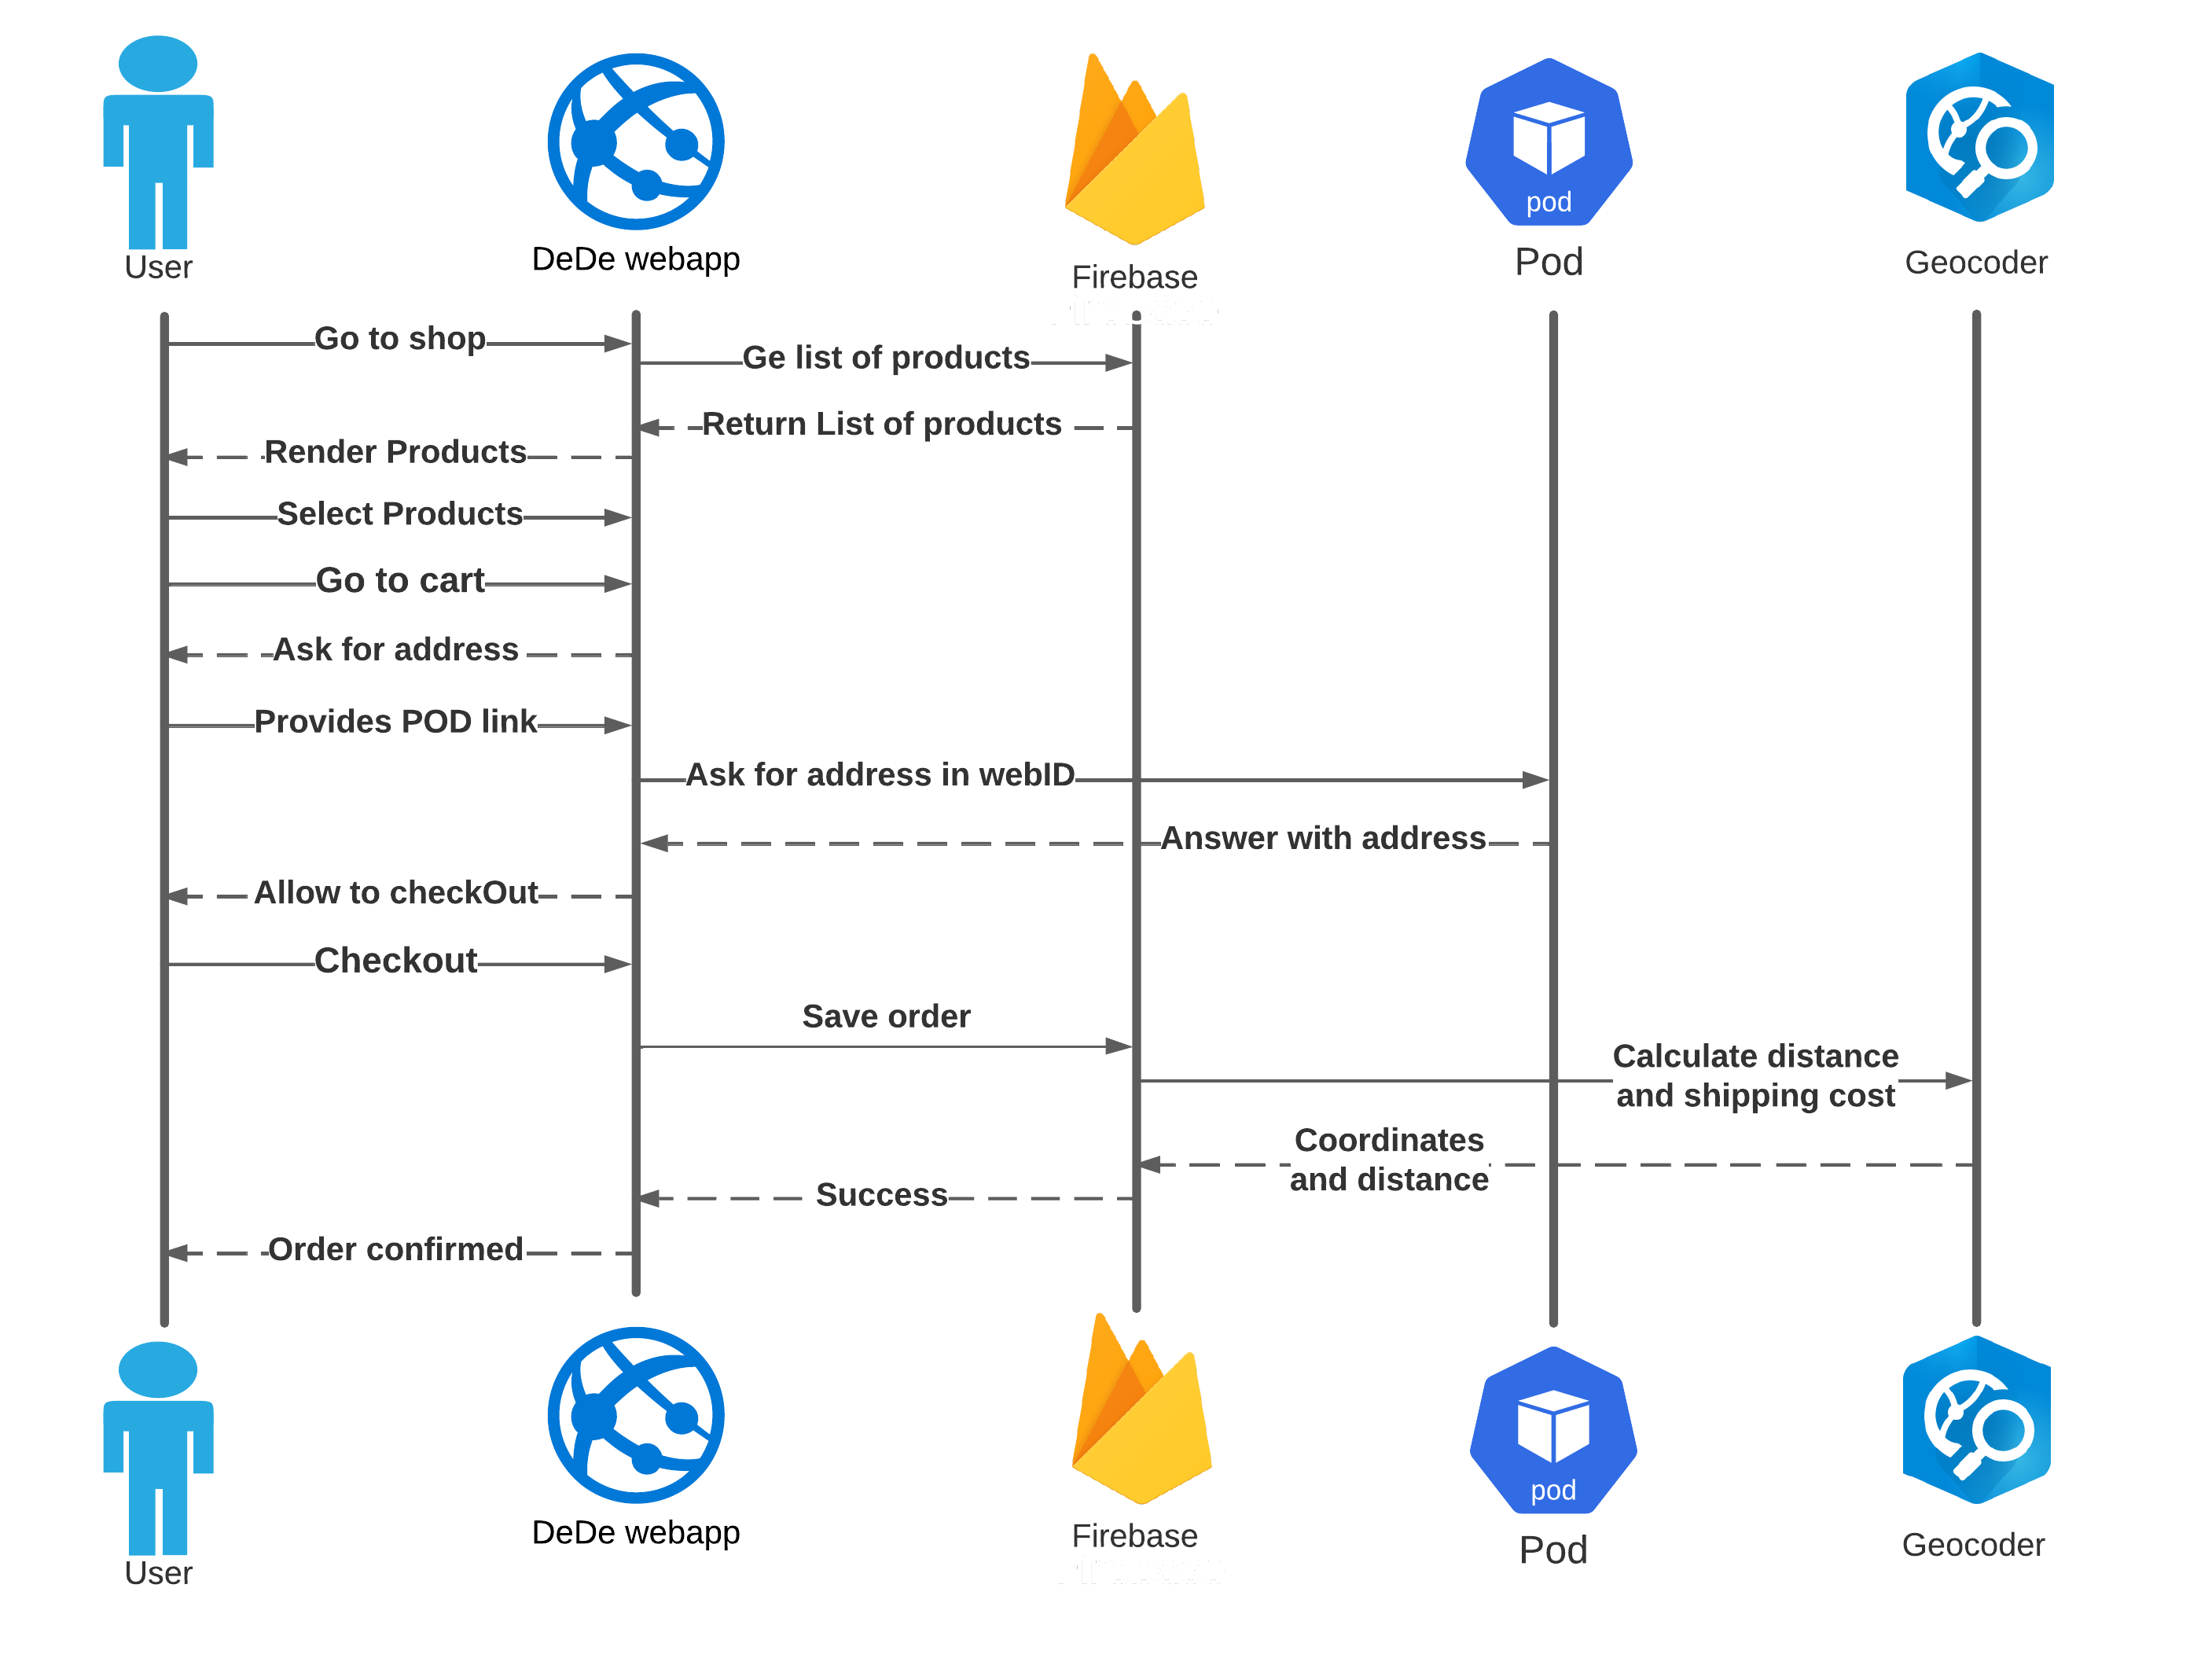 pod
User
DeDe webapp
Firebase
Pod
Geocoder
Go to shop
Ge list of products
Return List of products
Render Products
Select Products
Go to cart
Ask for address
Provides POD link
Ask for address in webID
Answer with address
Allow to checkOut
Checkout
Save order
Calculate distance
and shipping cost
Coordinates
and distance
Success
Order confirmed
pod
User
DeDe webapp
Firebase
Pod
Geocoder